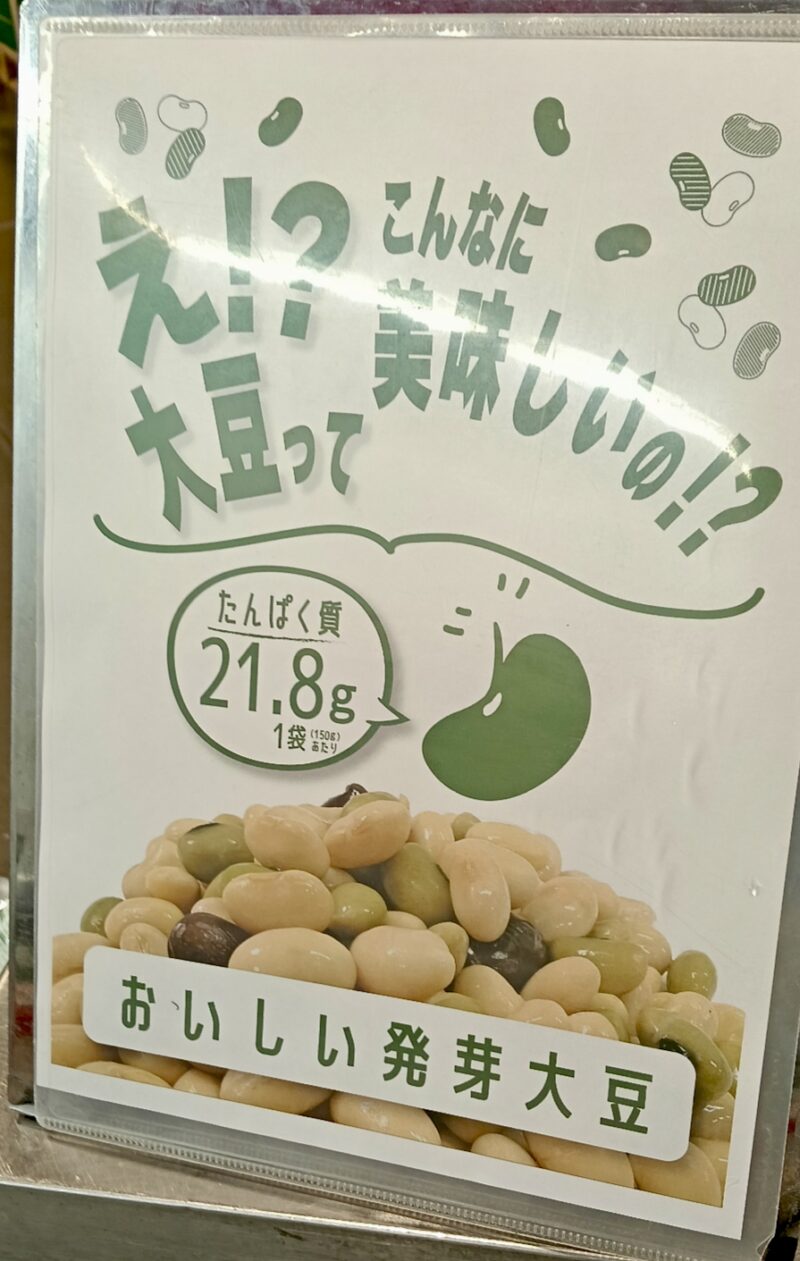 え!?
大豆って
こんなに
美味しいの!?
たんぱく質
21.8g
1袋(150g)あたり
おいしい発芽大豆